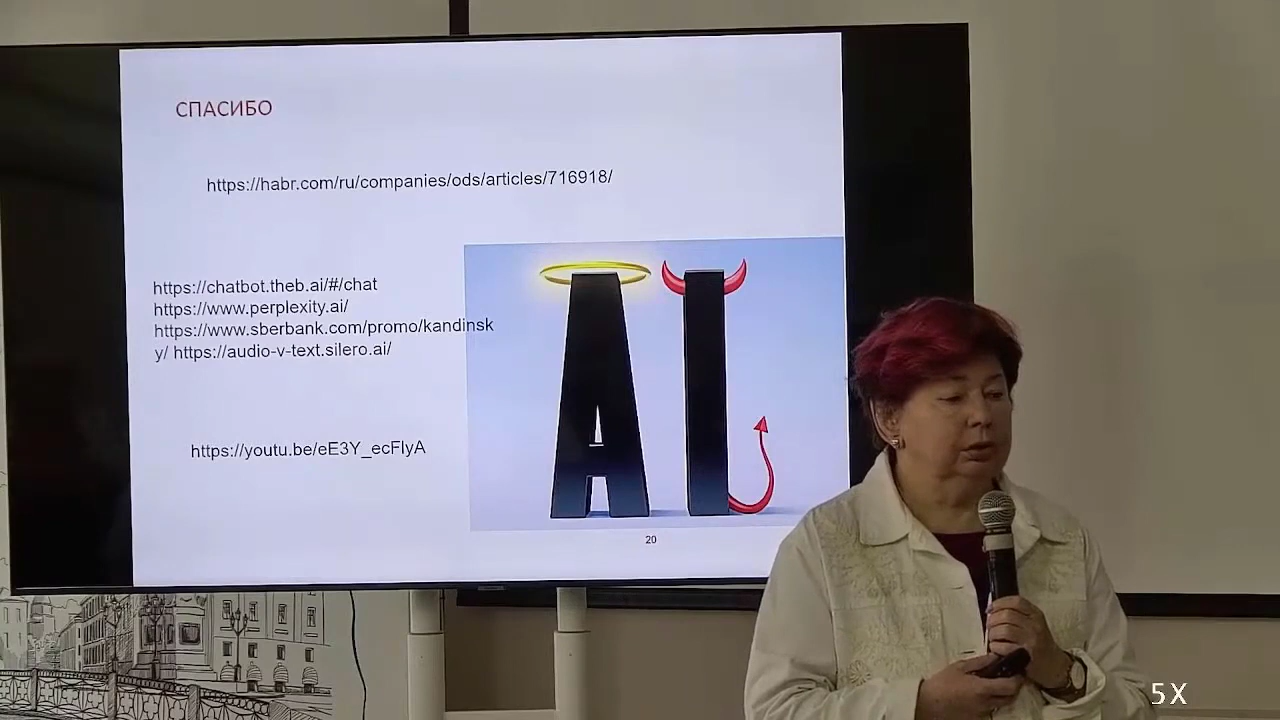 СПАСИБО
https://habr.com/ru/companies/ods/articles/716918/
https://chatbot.theb.ai/#/chat
https://www.perplexity.ai/
https://www.sberbank.com/promo/kandinsk
y/ https://audio-v-text.silero.ai/
https://youtu.be/eE3Y_ecFlyA
AI
20
5X